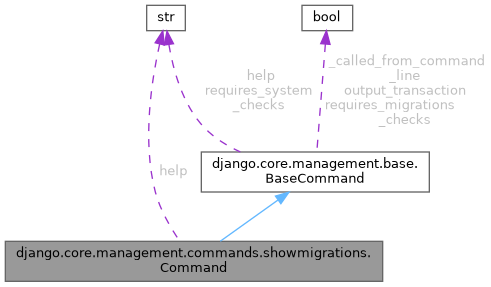 str
bool
help
requires_system
_checks
_called_from_command
_line
output_transaction
requires_migrations
_checks
django.core.management.base.
BaseCommand
help
django.core.management.commands.showmigrations.
Command